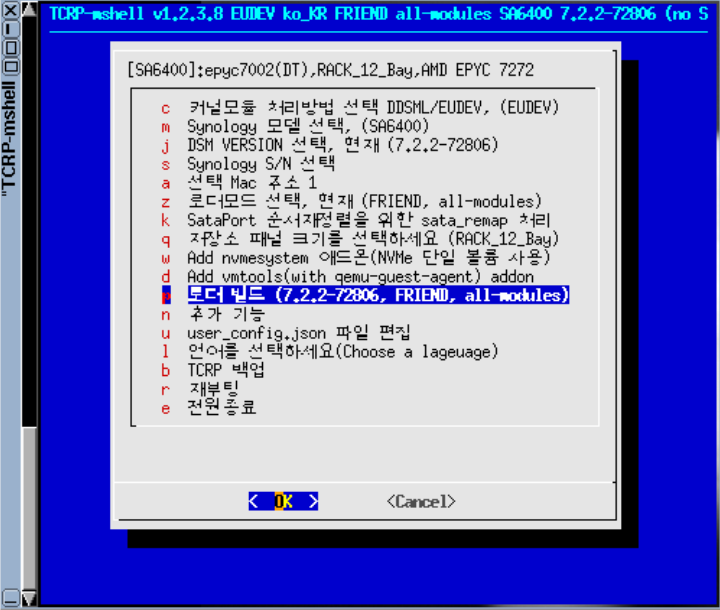 TCRP-mshell v1.2.3.8 EUDEV ko_KR FRIEND all-modules SA6400 7.2.2-72806 (no S
"TCRP-mshell
[SA6400]:epyc7002(DT),RACK_12_Bay,AMD EPYC 7272
c 커널모듈 처리방법 선택 DDSML/EUDEV, (EUDEV)
m Synology 모델 선택, (SA6400)
j DSM VERSION 선택, 현재 (7.2.2-72806)
s Synology S/N 선택
a 선택 Mac 주소 1
z 로더모드 선택, 현재 (FRIEND, all-modules)
k SataPort 순서재정렬을 위한 sata_remap 처리
q 저장소 패널 크기를 선택하세요 (RACK_12_Bay)
w Add nvmesystem 애드온(NVMe 단일 볼륨 사용)
d Add vmtools(with qemu-guest-agent) addon
p 로더 빌드 (7.2.2-72806, FRIEND, all-modules)
n 추가 기능
u user_config.json 파일 편집
l 언어를 선택하세요(Choose a lageuage)
b TCRP 백업
r 재부팅
e 전원종료
< OK > <Cancel>